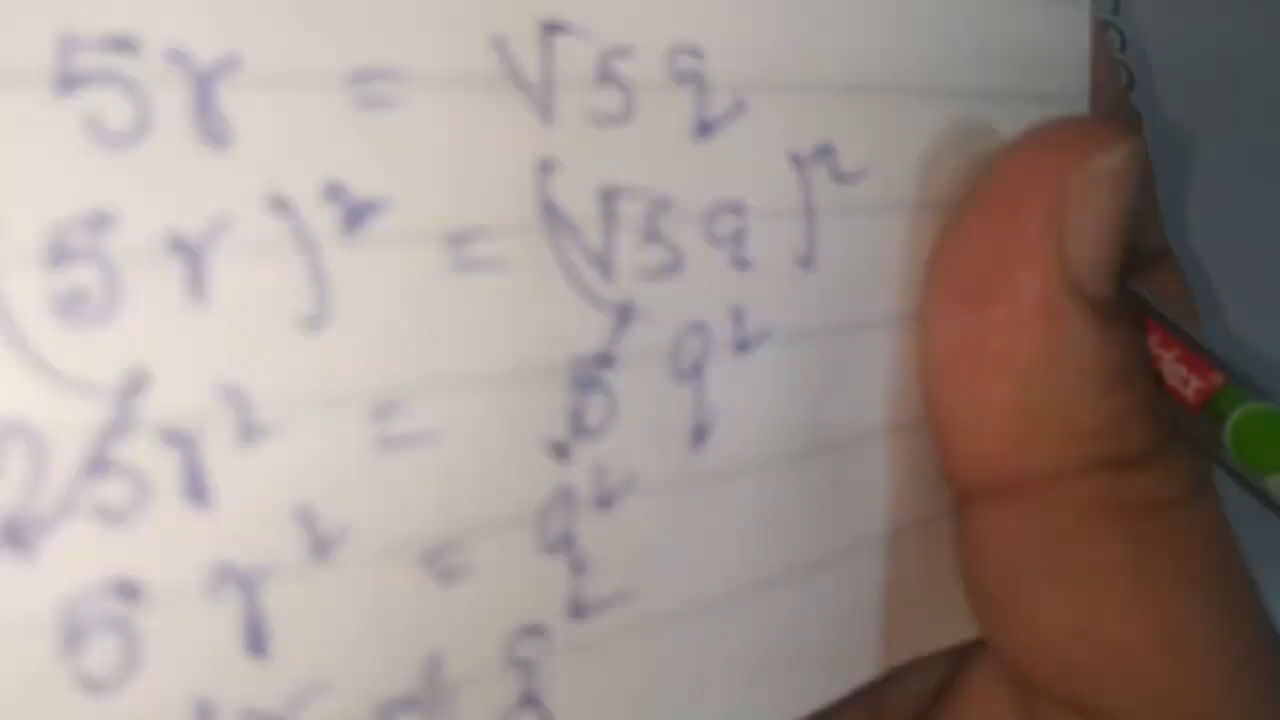 5r = √5q
5r)² = (√5q)²
25r² = 5q²
5r² = q²